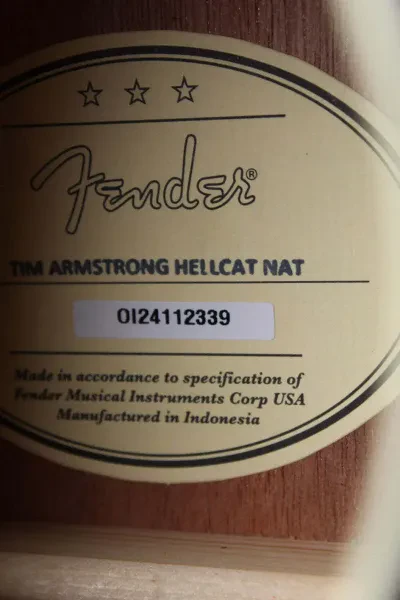 Fender®
TIM ARMSTRONG HELLCAT NAT
OI24112339
Made in accordance to specification of
Fender Musical Instruments Corp USA
Manufactured in Indonesia